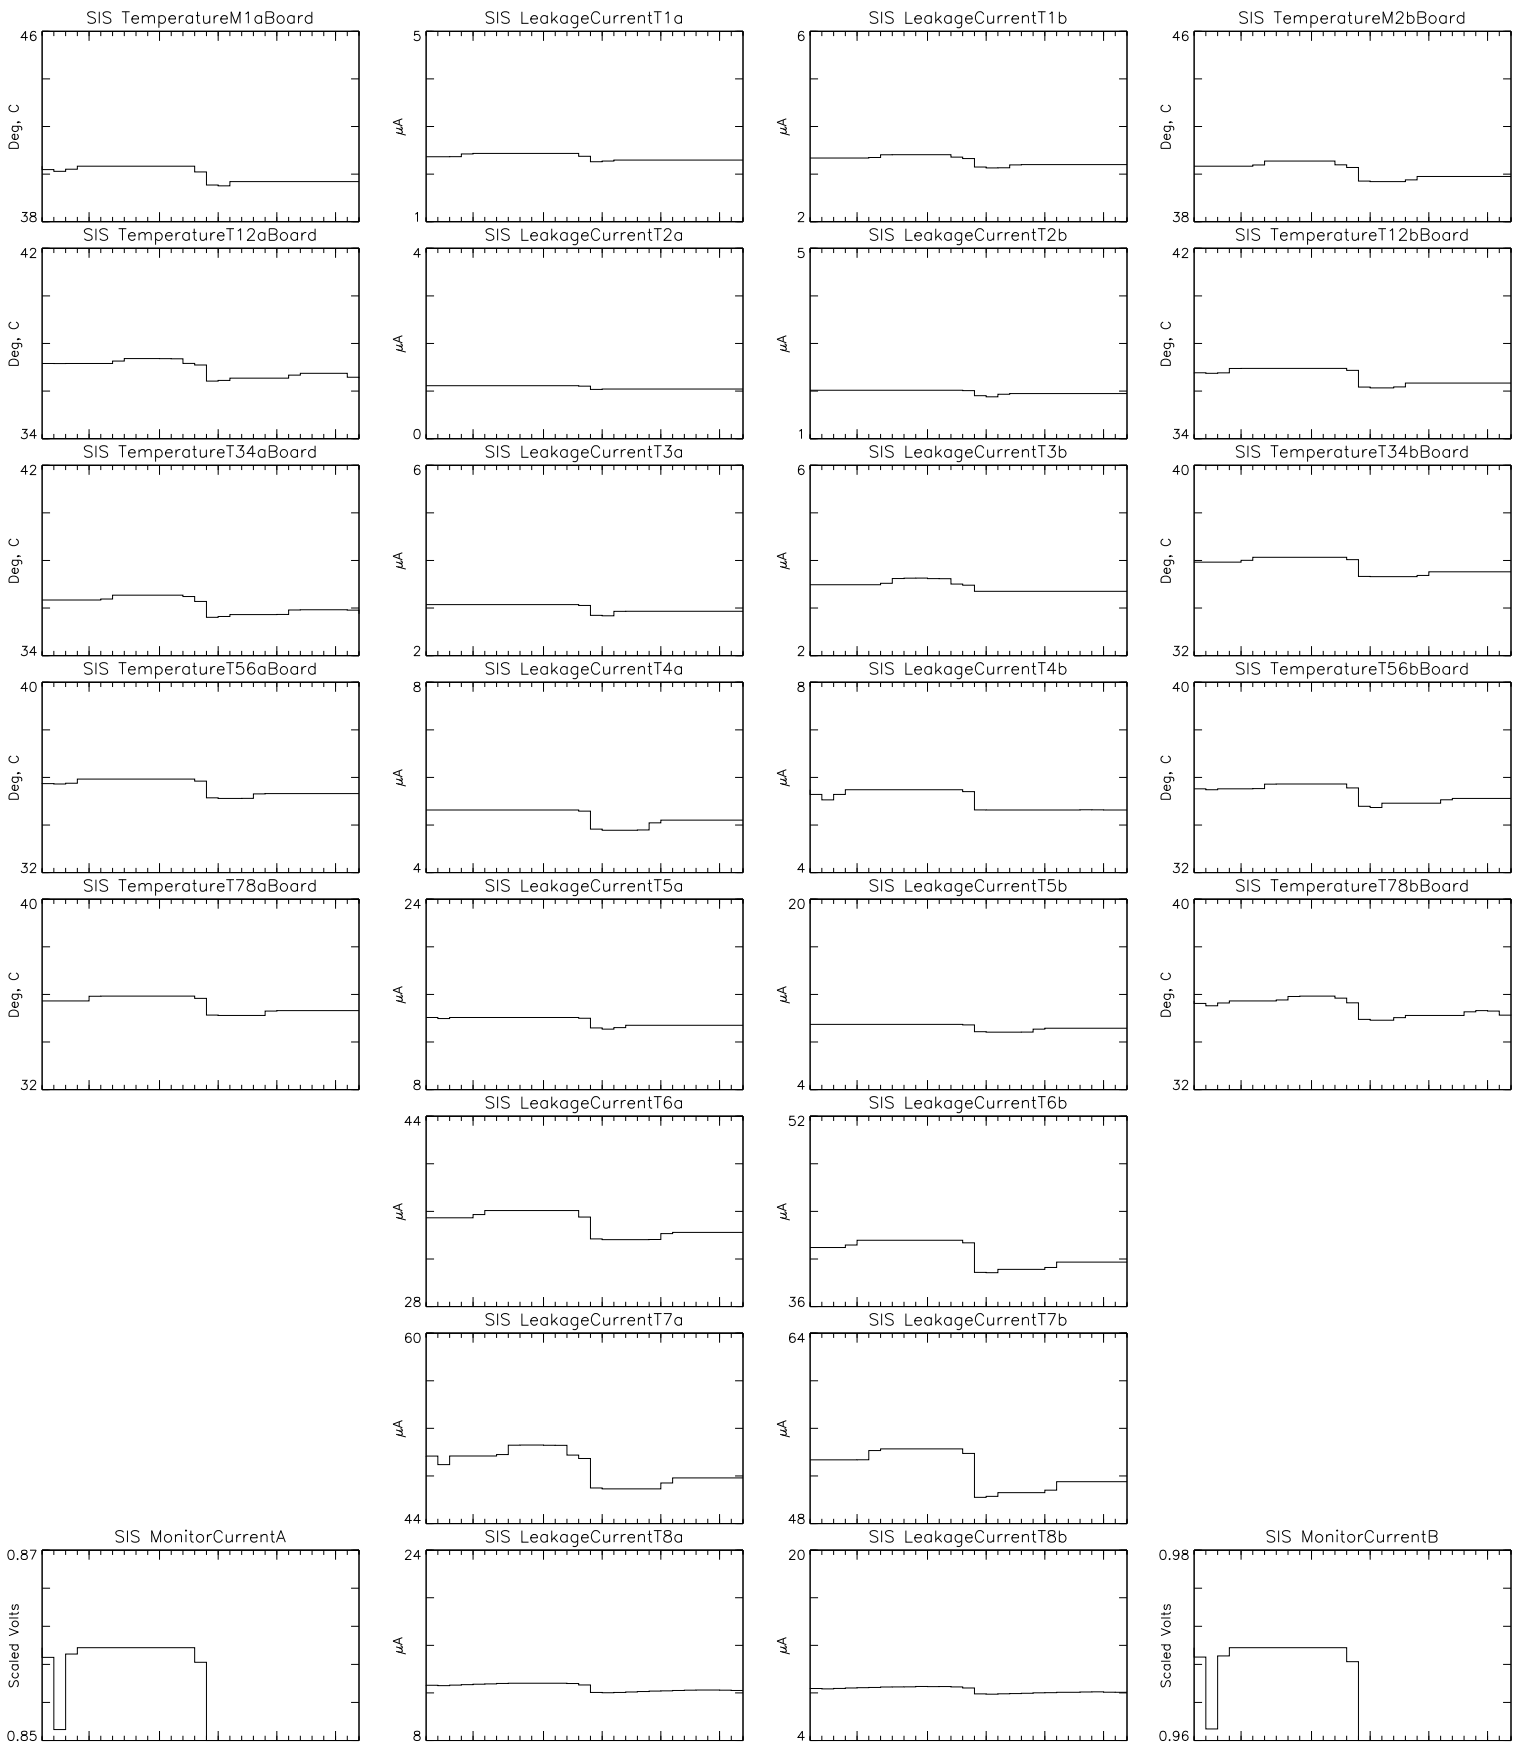 SIS TemperatureM1aBoard
46
Deg, C
38
SIS LeakageCurrentT1a
5
µA
1
SIS LeakageCurrentT1b
6
µA
2
SIS TemperatureM2bBoard
46
Deg, C
38
SIS TemperatureT12aBoard
42
Deg, C
34
SIS LeakageCurrentT2a
4
µA
0
SIS LeakageCurrentT2b
5
µA
1
SIS TemperatureT12bBoard
42
Deg, C
34
SIS TemperatureT34aBoard
42
Deg, C
34
SIS LeakageCurrentT3a
6
µA
2
SIS LeakageCurrentT3b
6
µA
2
SIS TemperatureT34bBoard
40
Deg, C
32
SIS TemperatureT56aBoard
40
Deg, C
32
SIS LeakageCurrentT4a
8
µA
4
SIS LeakageCurrentT4b
8
µA
4
SIS TemperatureT56bBoard
40
Deg, C
32
SIS TemperatureT78aBoard
40
Deg, C
32
SIS LeakageCurrentT5a
24
µA
8
SIS LeakageCurrentT5b
20
µA
4
SIS TemperatureT78bBoard
40
Deg, C
32
SIS LeakageCurrentT6a
44
µA
28
SIS LeakageCurrentT6b
52
µA
36
SIS LeakageCurrentT7a
60
µA
44
SIS LeakageCurrentT7b
64
µA
48
SIS MonitorCurrentA
0.87
Scaled Volts
0.85
SIS LeakageCurrentT8a
24
µA
8
SIS LeakageCurrentT8b
20
µA
4
SIS MonitorCurrentB
0.98
Scaled Volts
0.96